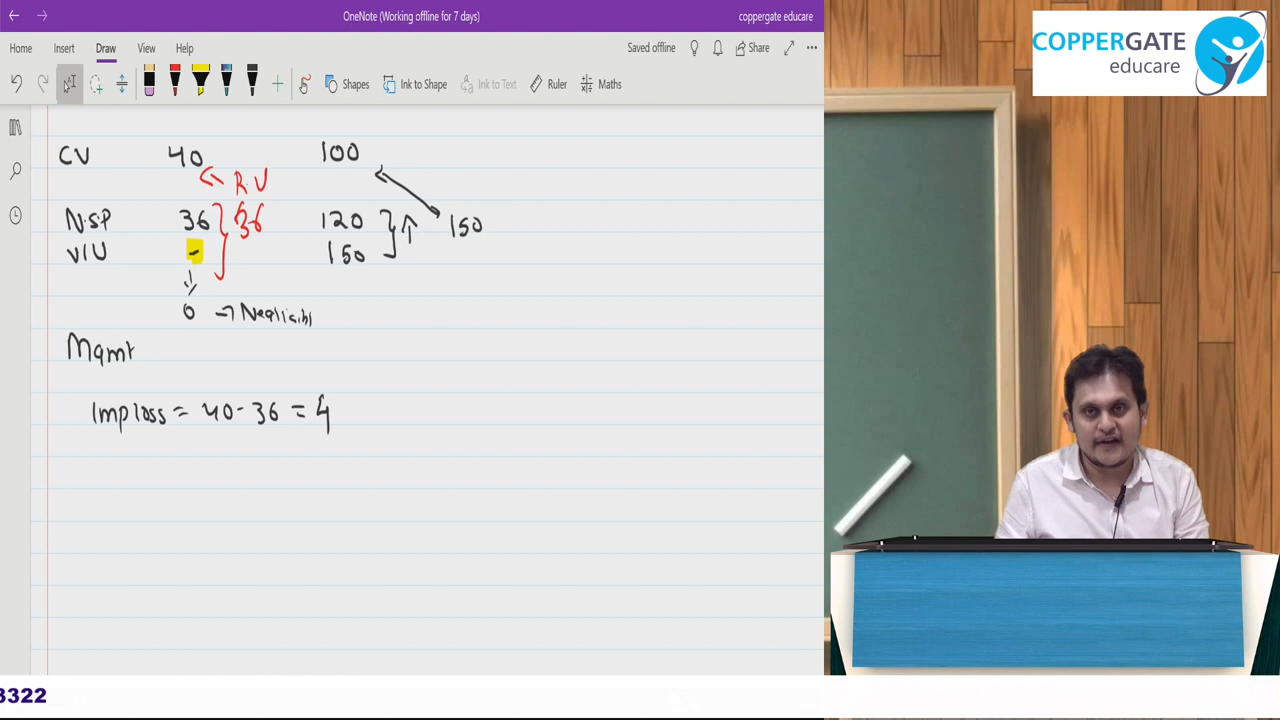 OneNote (Working offline for 7 days)
coppergate educare
Home Insert Draw View Help
Saved offline Share
Shapes Ink to Shape Ink to Text Ruler Maths
COPPERGATE
educare
CV 40 100
R.V
NSP 36 36 120 150
VIU - 150
0 → Negligible
Mgmt
Imp loss = 40 - 36 = 4
3322